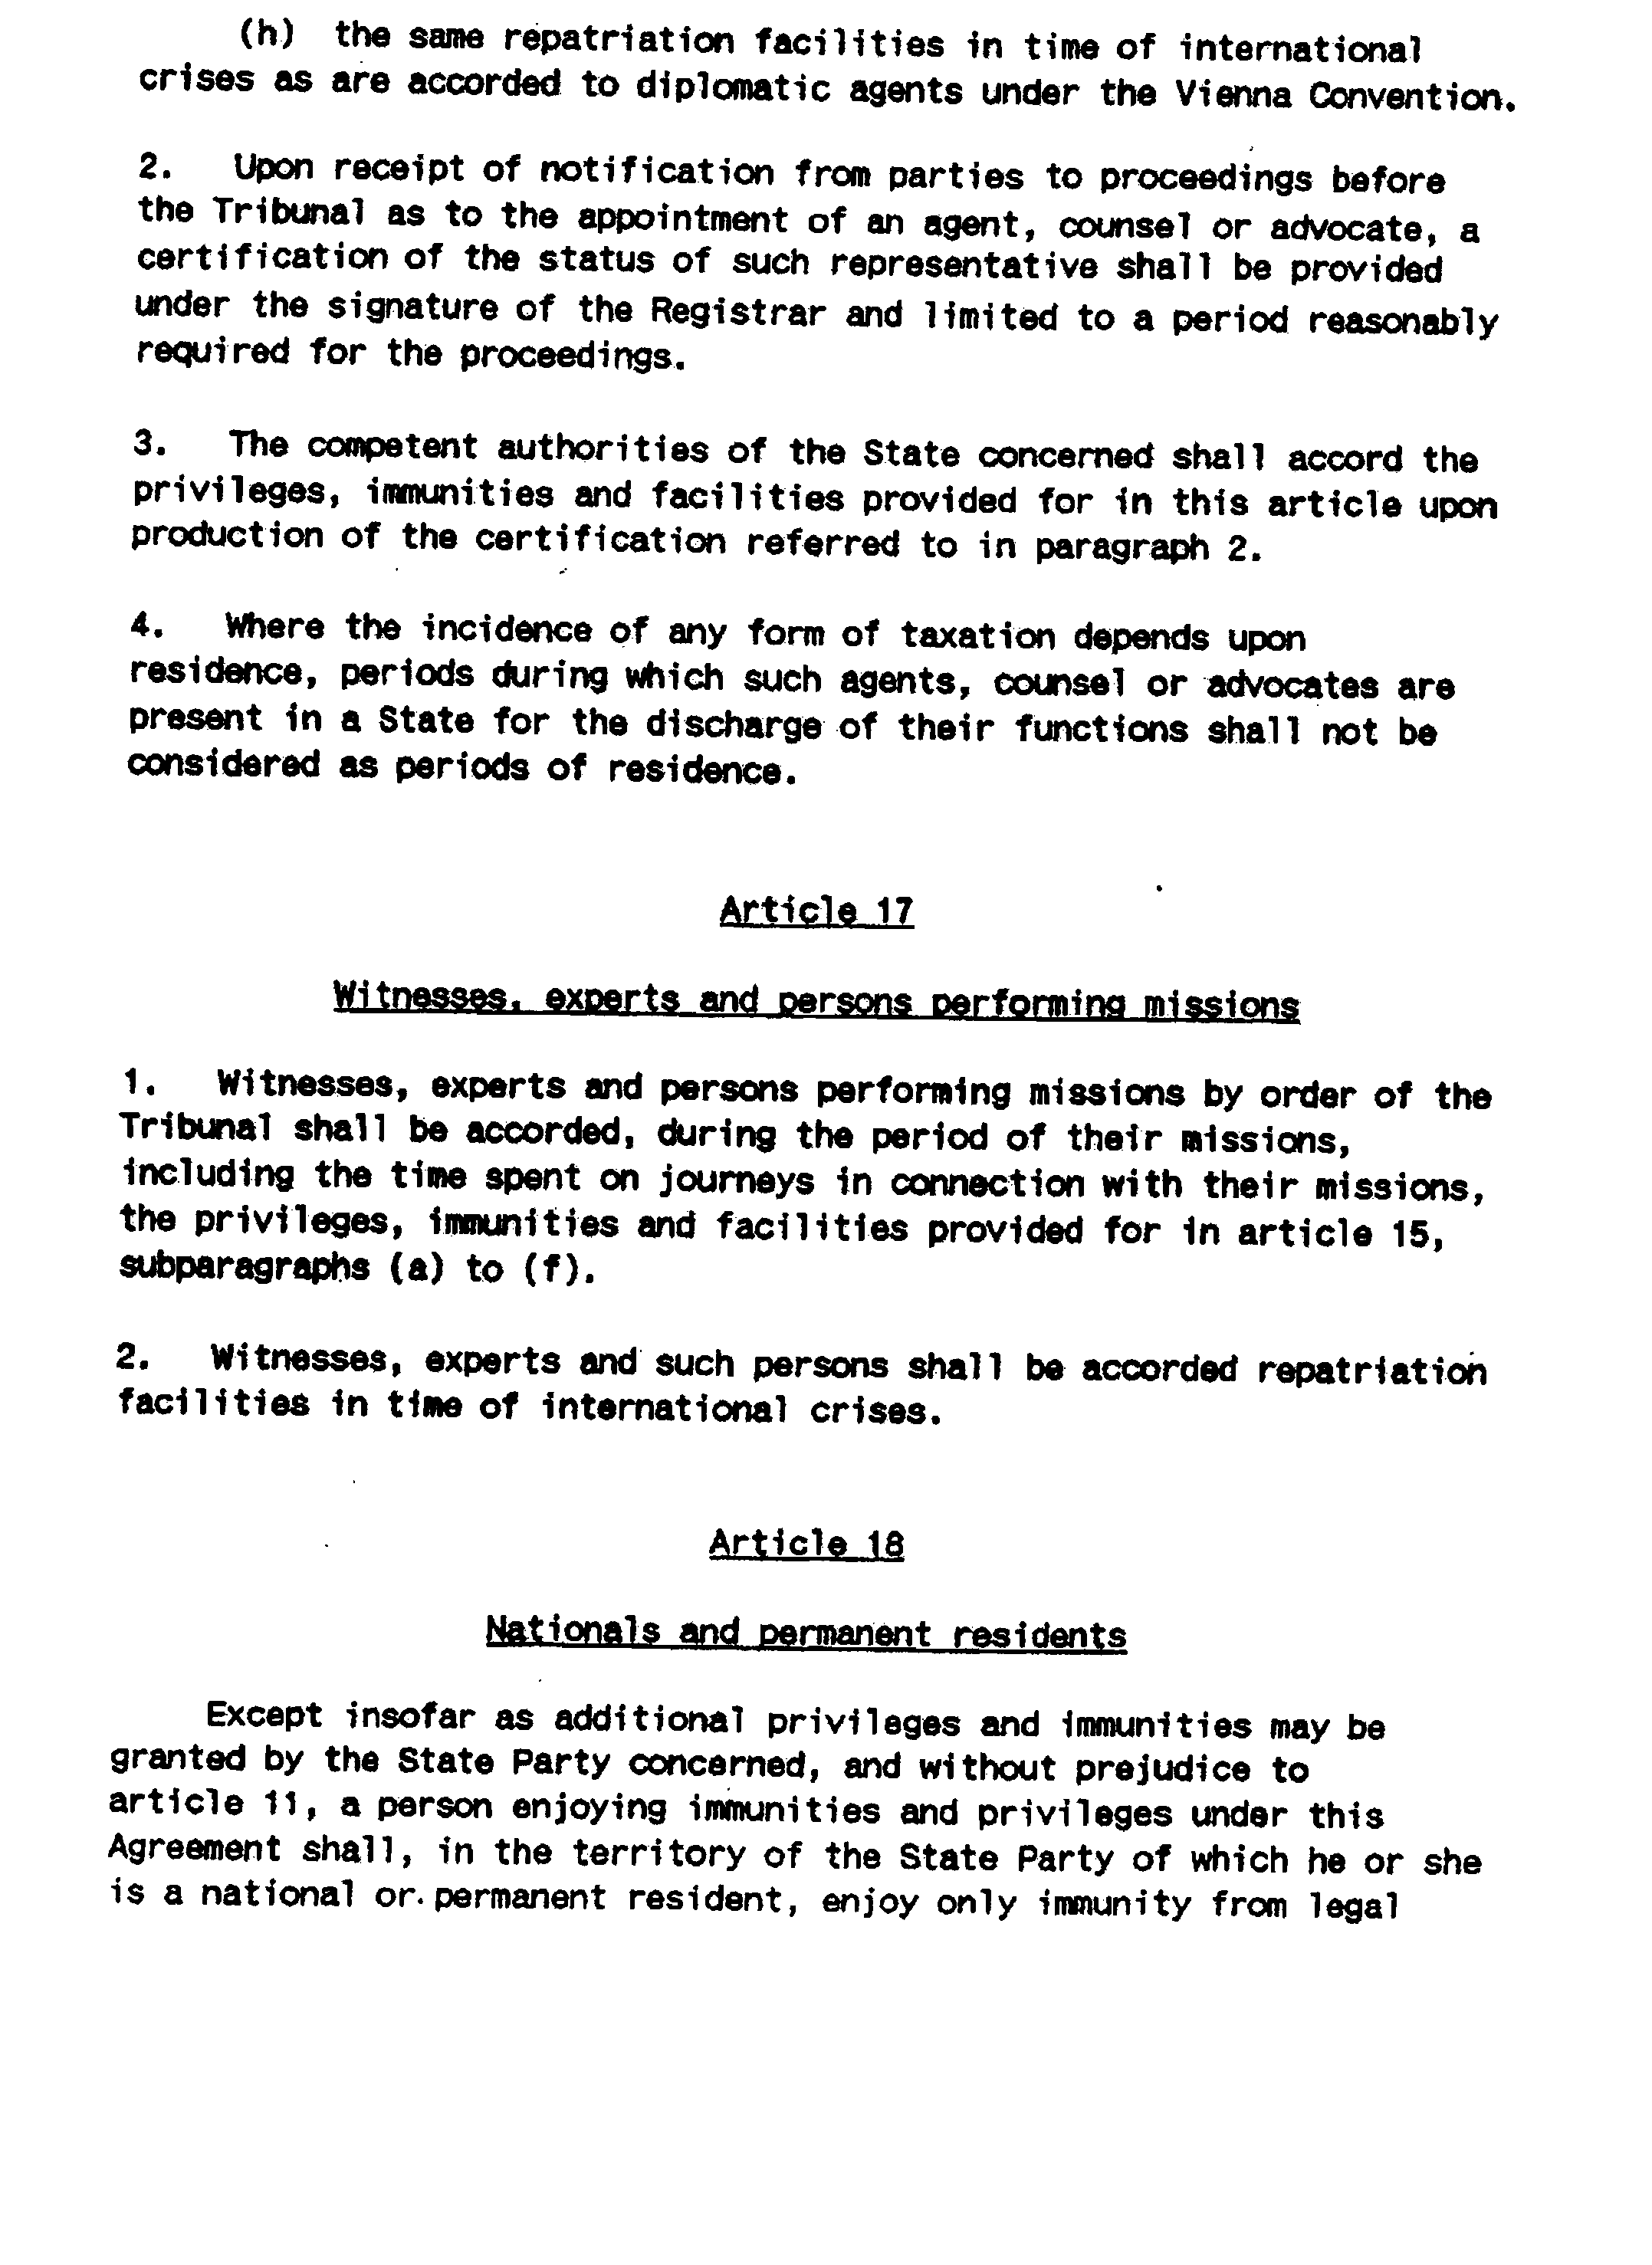 (h) the same repatriation facilities in time of international
crises as are accorded to diplomatic agents under the Vienna Convention.
2. Upon receipt of notification from parties to proceedings before
the Tribunal as to the appointment of an agent, counsel or advocate, a
certification of the status of such representative shall be provided
under the signature of the Registrar and limited to a period reasonably
required for the proceedings.
3. The competent authorities of the State concerned shall accord the
privileges, immunities and facilities provided for in this article upon
production of the certification referred to in paragraph 2.
4. Where the incidence of any form of taxation depends upon
residence, periods during which such agents, counsel or advocates are
present in a State for the discharge of their functions shall not be
considered as periods of residence.
Article 17
Witnesses, experts and persons performing missions
1. Witnesses, experts and persons performing missions by order of the
Tribunal shall be accorded, during the period of their missions,
including the time spent on journeys in connection with their missions,
the privileges, immunities and facilities provided for in article 15,
subparagraphs (a) to (f).
2. Witnesses, experts and such persons shall be accorded repatriation
facilities in time of international crises.
Article 18
Nationals and permanent residents
Except insofar as additional privileges and immunities may be
granted by the State Party concerned, and without prejudice to
article 11, a person enjoying immunities and privileges under this
Agreement shall, in the territory of the State Party of which he or she
is a national or permanent resident, enjoy only immunity from legal